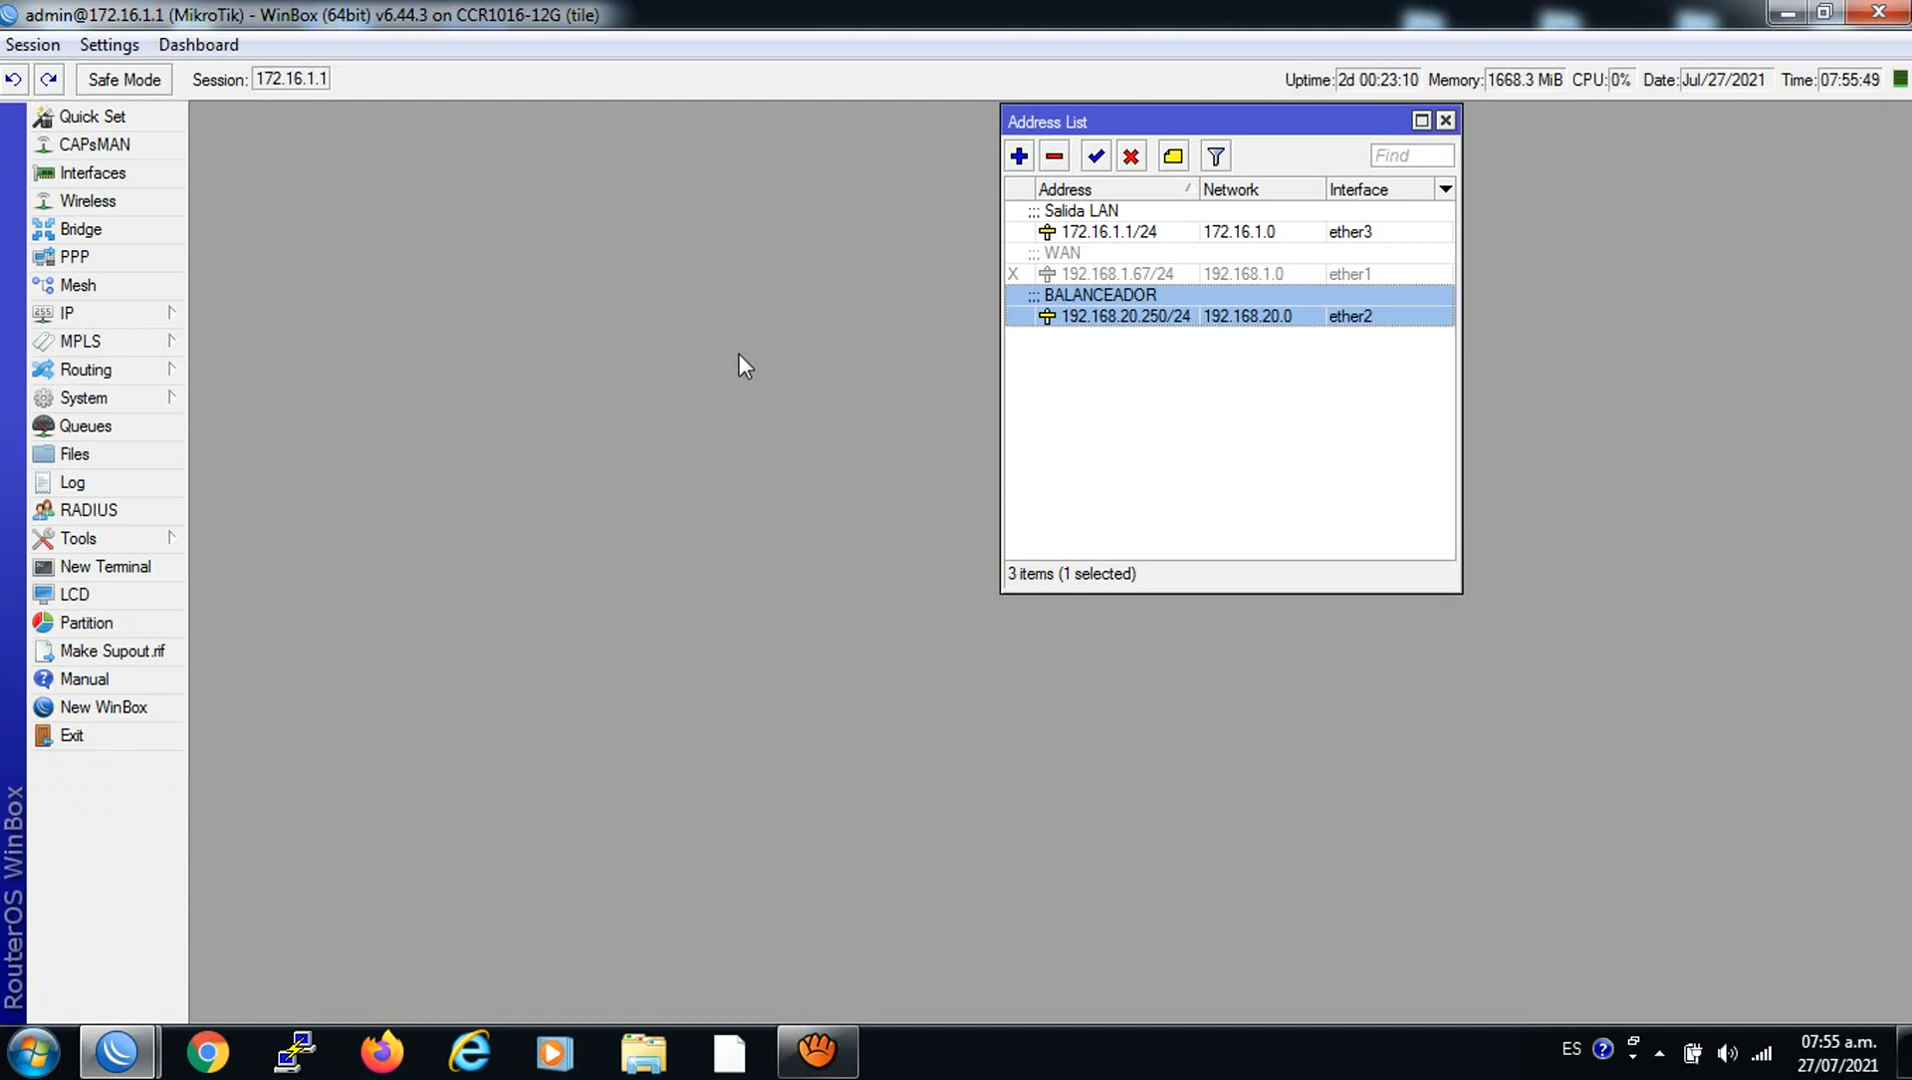 admin@172.16.1.1 (MikroTik) - WinBox (64bit) v6.44.3 on CCR1016-12G (tile)
Session Settings Dashboard
Safe Mode Session: 172.16.1.1 Uptime: 2d 00:23:10 Memory: 1668.3 MiB CPU: 0% Date: Jul/27/2021 Time: 07:55:49
Quick Set
CAPsMAN
Interfaces
Wireless
Bridge
PPP
Mesh
IP
MPLS
Routing
System
Queues
Files
Log
RADIUS
Tools
New Terminal
LCD
Partition
Make Supout.rif
Manual
New WinBox
Exit
RouterOS WinBox
Address List
Find
Address Network Interface
::: Salida LAN
172.16.1.1/24 172.16.1.0 ether3
::: WAN
X 192.168.1.67/24 192.168.1.0 ether1
::: BALANCEADOR
192.168.20.250/24 192.168.20.0 ether2
3 items (1 selected)
ES
07:55 a.m.
27/07/2021